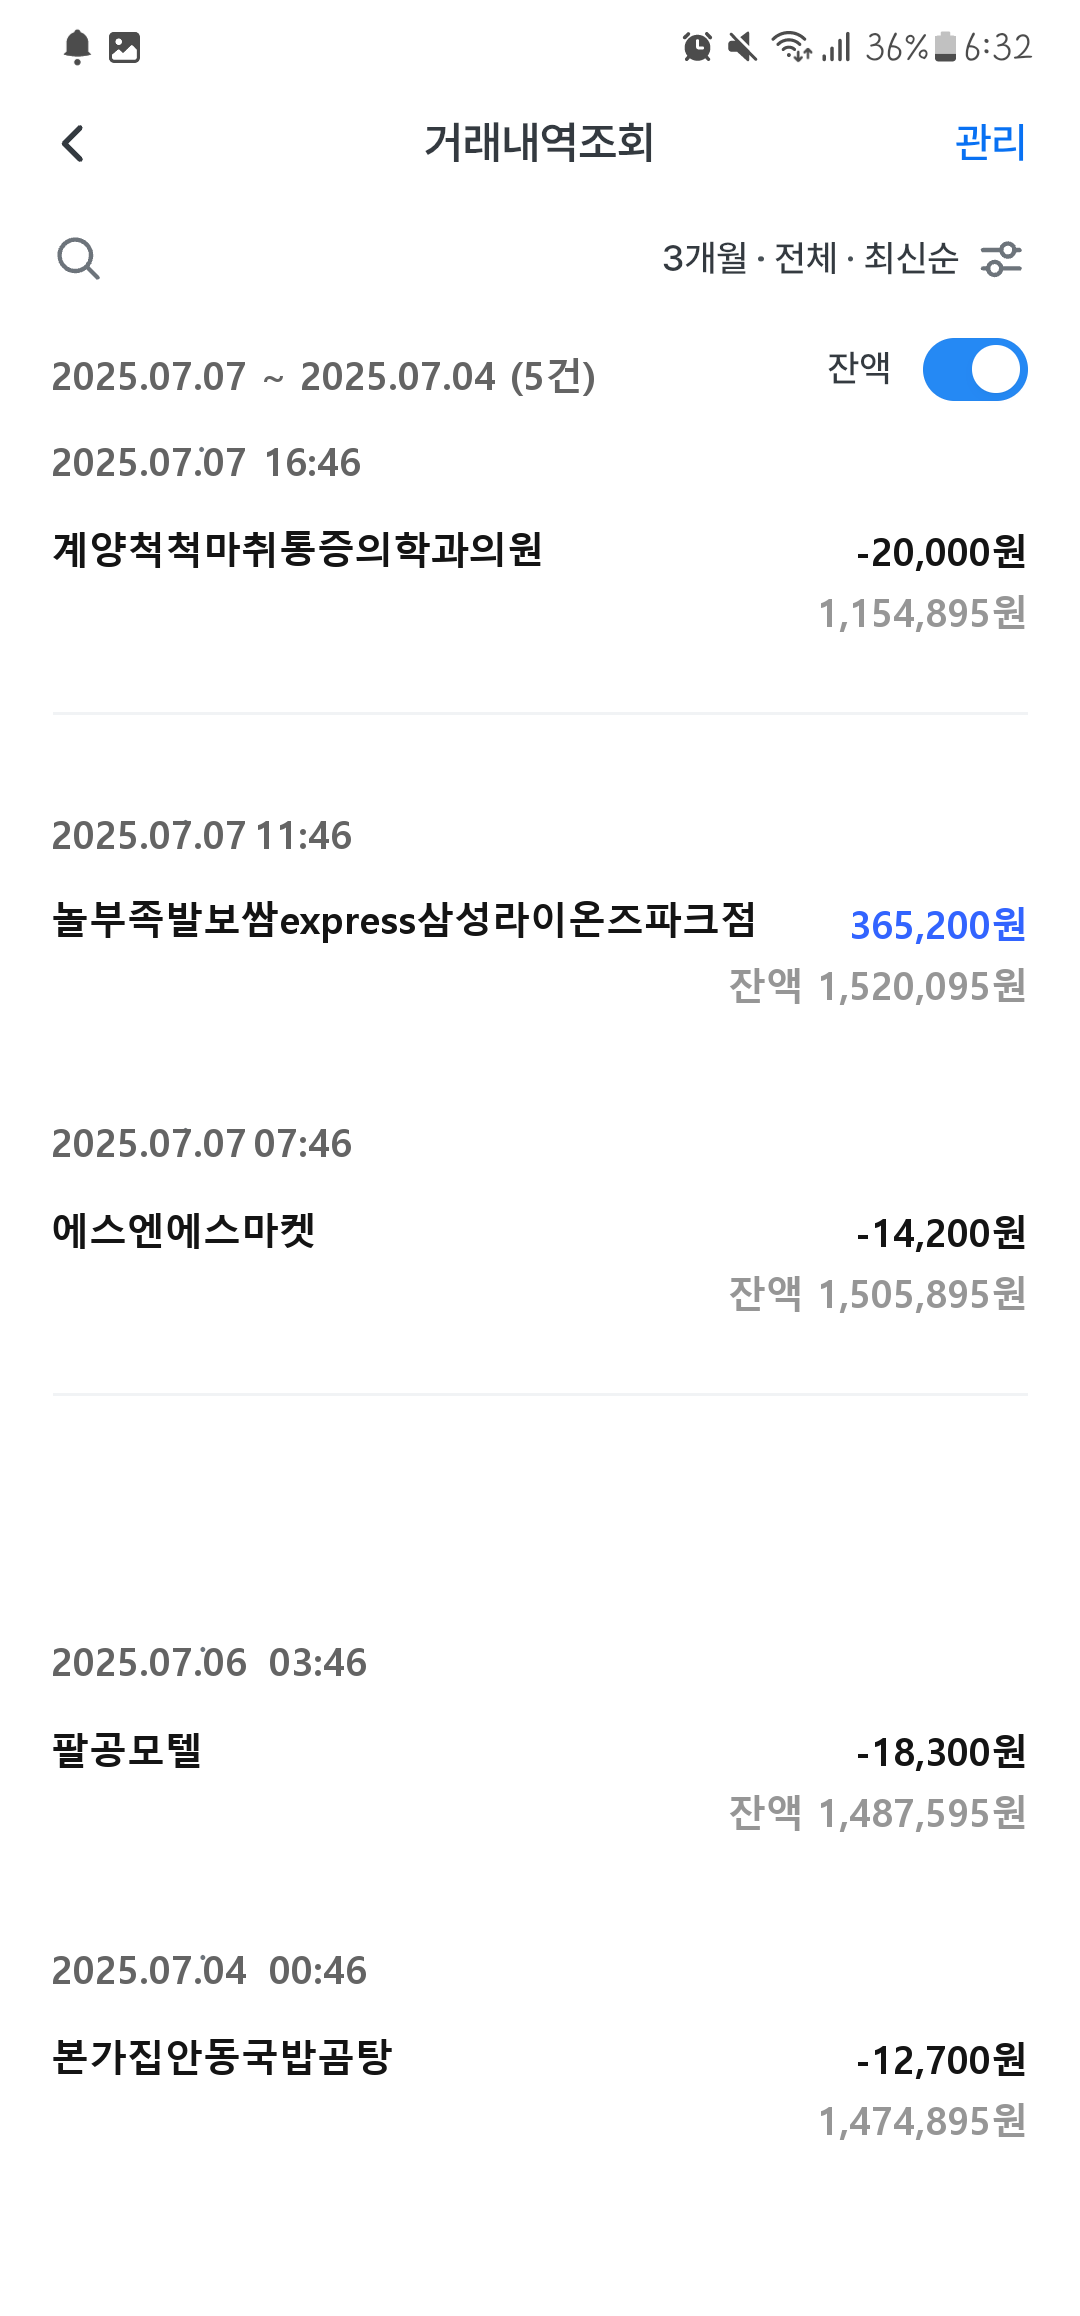 36% 6:32
거래내역조회 관리
3개월 · 전체 · 최신순
잔액
2025.07.07 ~ 2025.07.04 (5건)
2025.07.07 16:46
계양척척마취통증의학과의원 -20,000원
1,154,895원
2025.07.07 11:46
놀부족발보쌈express삼성라이온즈파크점 365,200원
잔액 1,520,095원
2025.07.07 07:46
에스엔에스마켓 -14,200원
잔액 1,505,895원
2025.07.06 03:46
팔공모텔 -18,300원
잔액 1,487,595원
2025.07.04 00:46
본가집안동국밥곰탕 -12,700원
1,474,895원